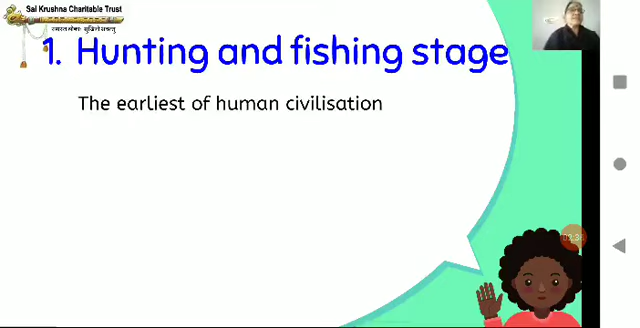 Sai Krushna Charitable Trust
1. Hunting and fishing stage
The earliest of human civilisation